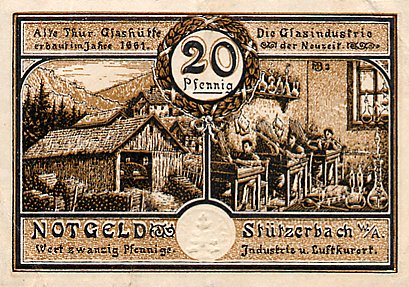 Alte Thür. Glashütte
erbaut im Jahre 1661.
20
Pfennig
Die Glasindustrie
der Neuzeit.
NOTGELD
Wert zwanzig Pfennige.
Stützerbach i/Th.
Industrie u. Luftkurort.